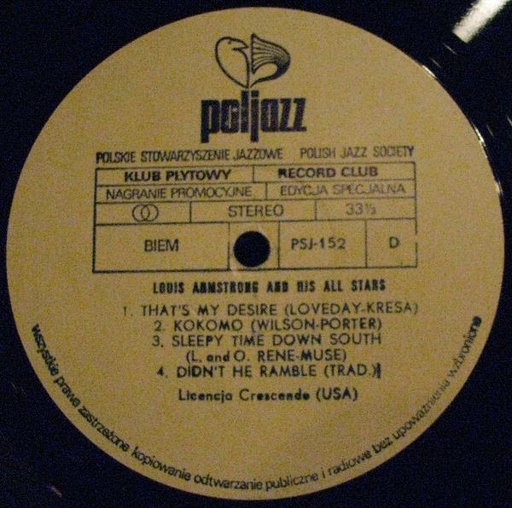 poljazz
POLSKIE STOWARZYSZENIE JAZZOWE POLISH JAZZ SOCIETY
KLUB PŁYTOWY RECORD CLUB
NAGRANIE PROMOCYJNE EDYCJA SPECJALNA
STEREO 33⅓
BIEM PSJ-152 D
LOUIS ARMSTRONG AND HIS ALL STARS
1. THAT'S MY DESIRE (LOVEDAY-KRESA)
2. KOKOMO (WILSON-PORTER)
3. SLEEPY TIME DOWN SOUTH
(L. and O. RENE-MUSE)
4. DIDN'T HE RAMBLE (TRAD.)
Licencja Crescendo (USA)
wszystkie prawa zastrzeżone kopiowanie odtwarzanie publiczne i radiowe bez upoważnienia wzbronione